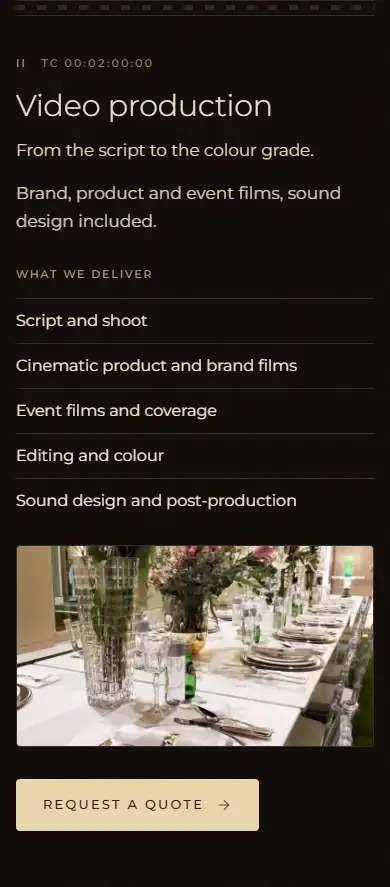 II TC 00:02:00:00
Video production
From the script to the colour grade.
Brand, product and event films, sound
design included.
WHAT WE DELIVER
Script and shoot
Cinematic product and brand films
Event films and coverage
Editing and colour
Sound design and post-production
REQUEST A QUOTE →